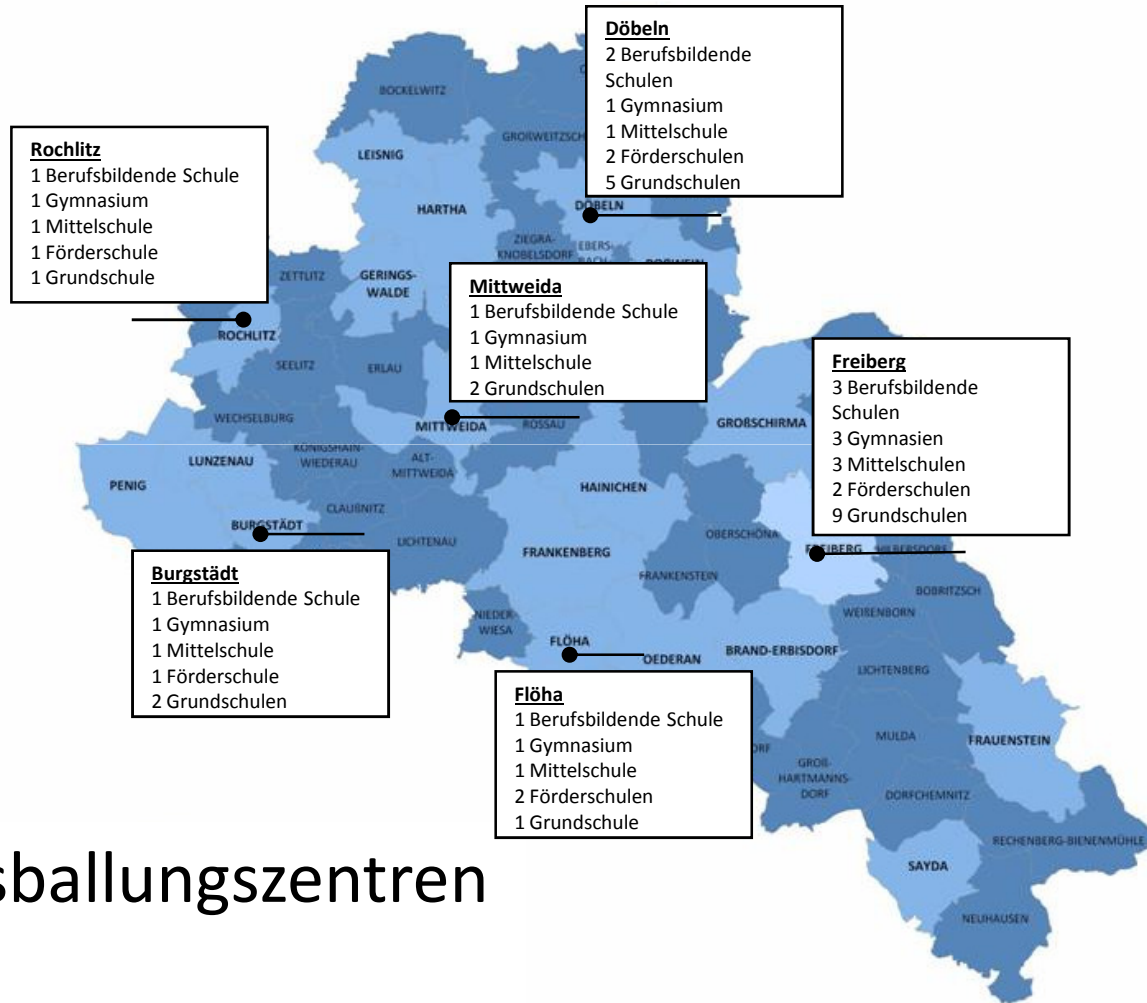 Döbeln
2 Berufsbildende
Schulen
1 Gymnasium
1 Mittelschule
2 Förderschulen
5 Grundschulen
BOCKELWITZ
LEISNIG
HARTHA
DÖBELN
ZIEGRA-
KNOBELSDORF
Rochlitz
1 Berufsbildende Schule
1 Gymnasium
1 Mittelschule
1 Förderschule
1 Grundschule
ZETTLITZ
GERINGS-
WALDE
ROCHLITZ
SEELITZ
ERLAU
Mittweida
1 Berufsbildende Schule
1 Gymnasium
1 Mittelschule
2 Grundschulen
Freiberg
3 Berufsbildende
Schulen
3 Gymnasien
3 Mittelschulen
2 Förderschulen
9 Grundschulen
WECHSELBURG
MITTWEIDA
ROSSAU
GROßSCHIRMA
KÖNIGSHAIN-
WIEDERAU
ALT-
MITTWEIDA
LUNZENAU
PENIG
HAINICHEN
CLAUßNITZ
BURGSTÄDT
LICHTENAU
FRANKENBERG
OBERSCHÖNA
FREIBERG
HILBERSDORF
FRANKENSTEIN
BOBRITZSCH
WEIßENBORN
Burgstädt
1 Berufsbildende Schule
1 Gymnasium
1 Mittelschule
1 Förderschule
2 Grundschulen
NIEDER-
WIESA
FLÖHA
OEDERAN
BRAND-ERBISDORF
LICHTENBERG
Flöha
1 Berufsbildende Schule
1 Gymnasium
1 Mittelschule
2 Förderschulen
1 Grundschule
MULDA
FRAUENSTEIN
GROß-
HARTMANNS-
DORF
DORFCHEMNITZ
RECHENBERG-BIENENMÜHLE
SAYDA
NEUHAUSEN
sballungszentren